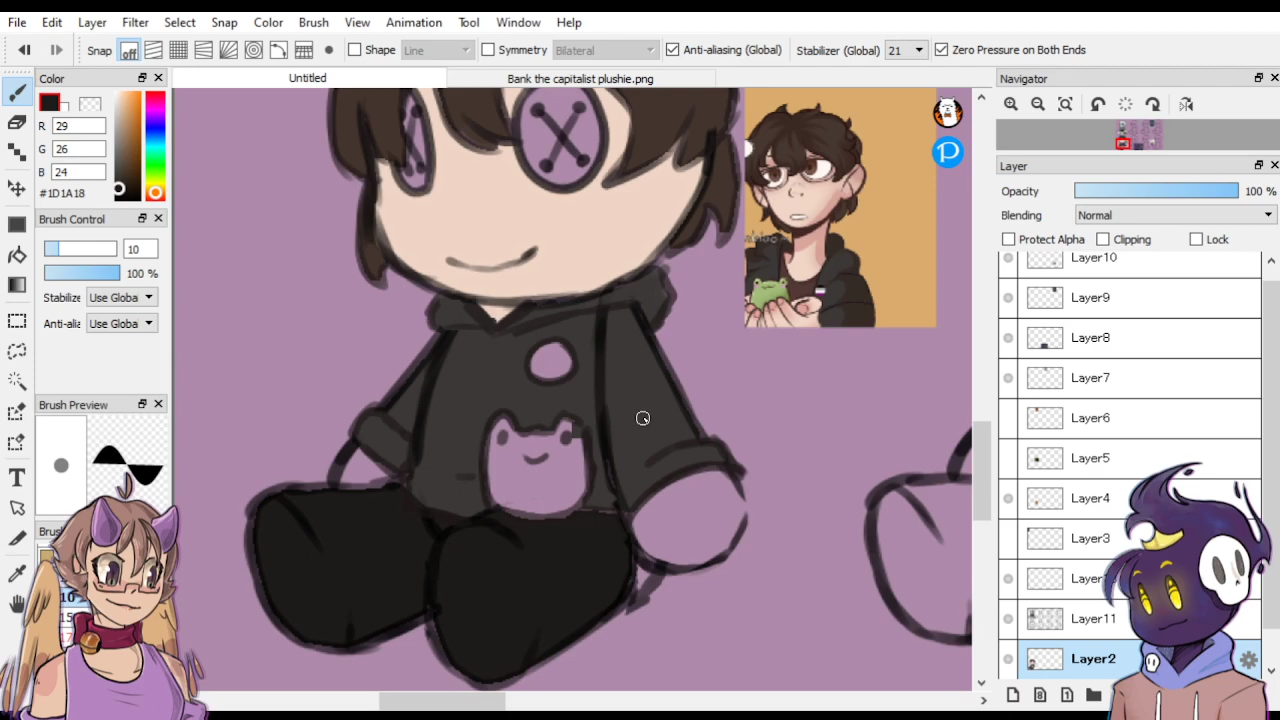 File Edit Layer Filter Select Snap Color Brush View Animation Tool Window Help
Snap off Shape Line Symmetry Bilateral Anti-aliasing (Global) Stabilizer (Global) 21 Zero Pressure on Both Ends
Color
Untitled
Bank the capitalist plushie.png
Navigator
R 29
G 26
B 24
#1D1A18
Layer
Opacity 100 %
Blending Normal
Protect Alpha Clipping Lock
Brush Control
10
100 %
Stabilize Use Globa
Anti-alia Use Globa
Brush Preview
Layer10
Layer9
Layer8
Layer7
Layer6
Layer5
Layer4
Layer3
Layer11
Layer2
10
15